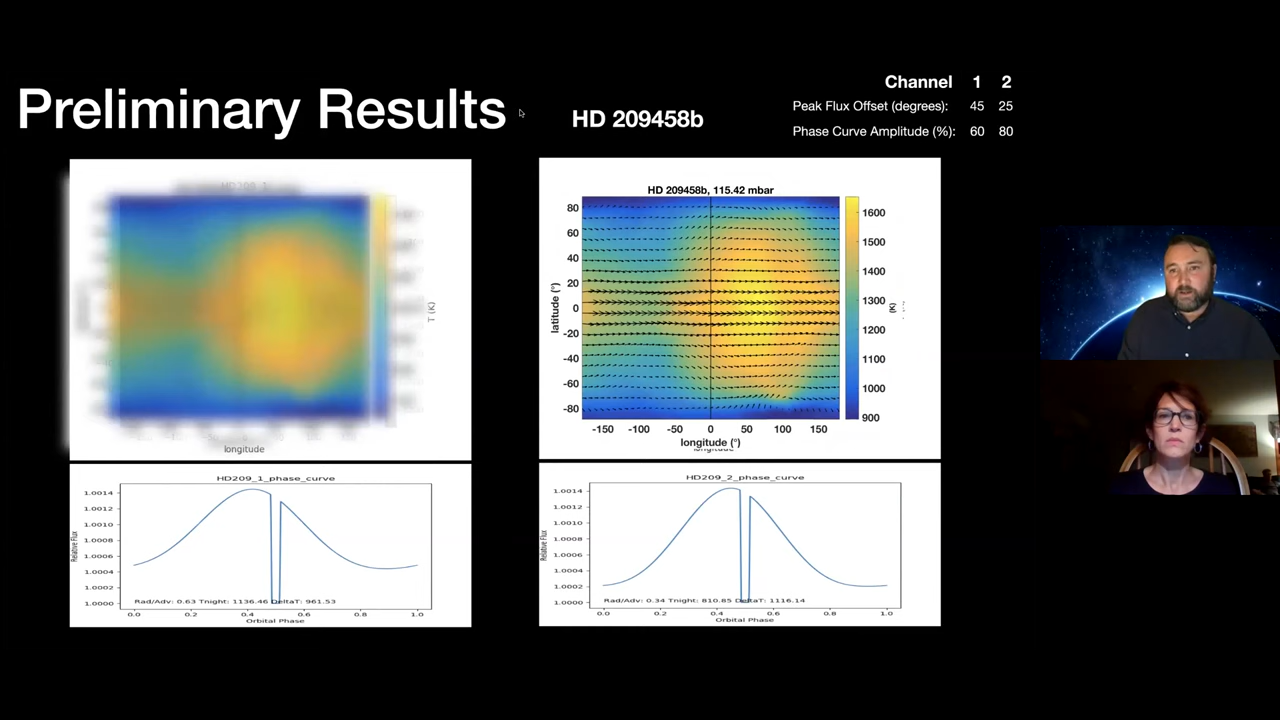 Preliminary Results
HD 209458b
Channel 1 2
Peak Flux Offset (degrees): 45 25
Phase Curve Amplitude (%): 60 80
T (K)
longitude
HD 209458b, 115.42 mbar
80
60
40
20
0
-20
-40
-60
-80
latitude (°)
-150 -100 -50 0 50 100 150
longitude (°)
1600
1500
1400
1300
1200
1100
1000
900
(K)
HD209_1_phase_curve
1.0014
1.0012
1.0010
1.0008
1.0006
1.0004
1.0002
1.0000
Relative Flux
Rad/Adv: 0.63 Tnight: 1136.46 DeltaT: 961.53
0.0 0.2 0.4 0.6 0.8 1.0
Orbital Phase
HD209_2_phase_curve
1.0014
1.0012
1.0010
1.0008
1.0006
1.0004
1.0002
1.0000
Relative Flux
Rad/Adv: 0.34 Tnight: 810.85 DeltaT: 1116.14
0.0 0.2 0.4 0.6 0.8 1.0
Orbital Phase